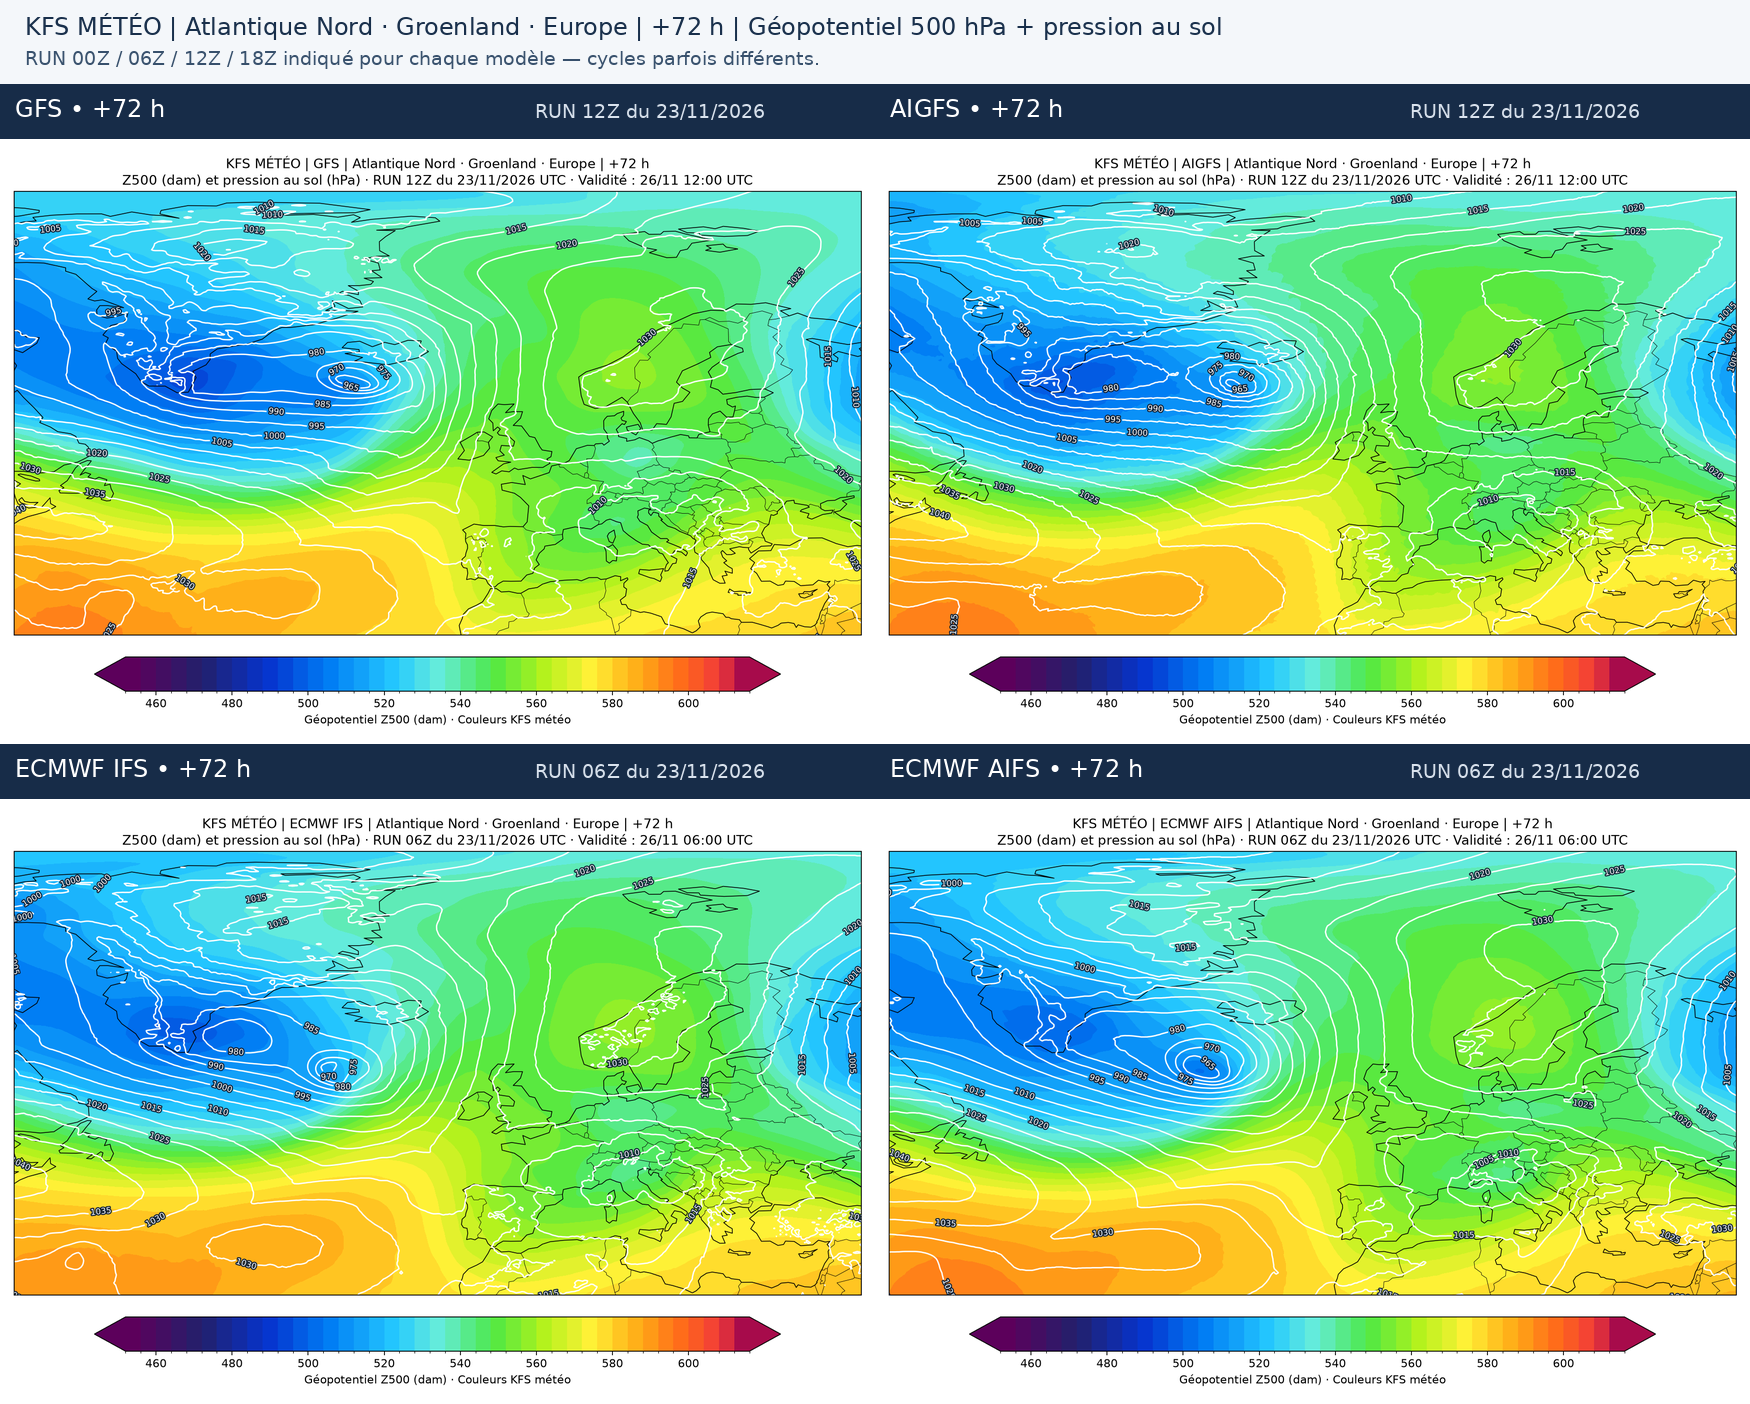 KFS MÉTÉO | Atlantique Nord · Groenland · Europe | +72 h | Géopotentiel 500 hPa + pression au sol
RUN 00Z / 06Z / 12Z / 18Z indiqué pour chaque modèle — cycles parfois différents.
GFS • +72 h
RUN 12Z du 23/11/2026
AIGFS • +72 h
RUN 12Z du 23/11/2026
KFS MÉTÉO | GFS | Atlantique Nord · Groenland · Europe | +72 h
Z500 (dam) et pression au sol (hPa) · RUN 12Z du 23/11/2026 UTC · Validité : 26/11 12:00 UTC
KFS MÉTÉO | AIGFS | Atlantique Nord · Groenland · Europe | +72 h
Z500 (dam) et pression au sol (hPa) · RUN 12Z du 23/11/2026 UTC · Validité : 26/11 12:00 UTC
460 480 500 520 540 560 580 600
Géopotentiel Z500 (dam) · Couleurs KFS météo
460 480 500 520 540 560 580 600
Géopotentiel Z500 (dam) · Couleurs KFS météo
ECMWF IFS • +72 h
RUN 06Z du 23/11/2026
ECMWF AIFS • +72 h
RUN 06Z du 23/11/2026
KFS MÉTÉO | ECMWF IFS | Atlantique Nord · Groenland · Europe | +72 h
Z500 (dam) et pression au sol (hPa) · RUN 06Z du 23/11/2026 UTC · Validité : 26/11 06:00 UTC
KFS MÉTÉO | ECMWF AIFS | Atlantique Nord · Groenland · Europe | +72 h
Z500 (dam) et pression au sol (hPa) · RUN 06Z du 23/11/2026 UTC · Validité : 26/11 06:00 UTC
460 480 500 520 540 560 580 600
Géopotentiel Z500 (dam) · Couleurs KFS météo
460 480 500 520 540 560 580 600
Géopotentiel Z500 (dam) · Couleurs KFS météo